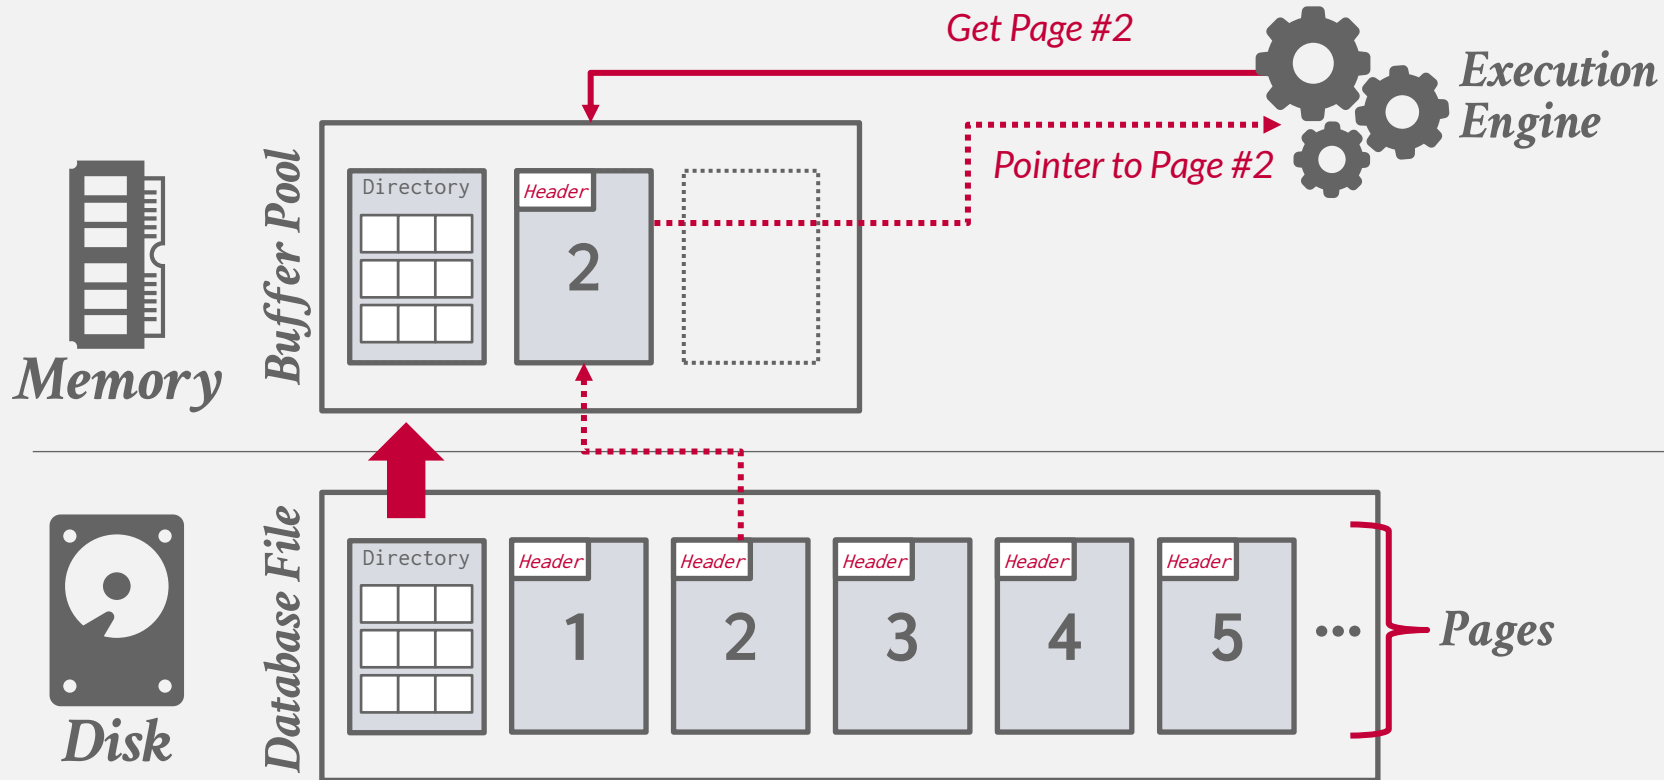 Get Page #2
Execution
Engine
Pointer to Page #2
Memory
Buffer Pool
Directory
Header
2
Disk
Database File
Directory
Header
1
Header
2
Header
3
Header
4
Header
5
...
Pages